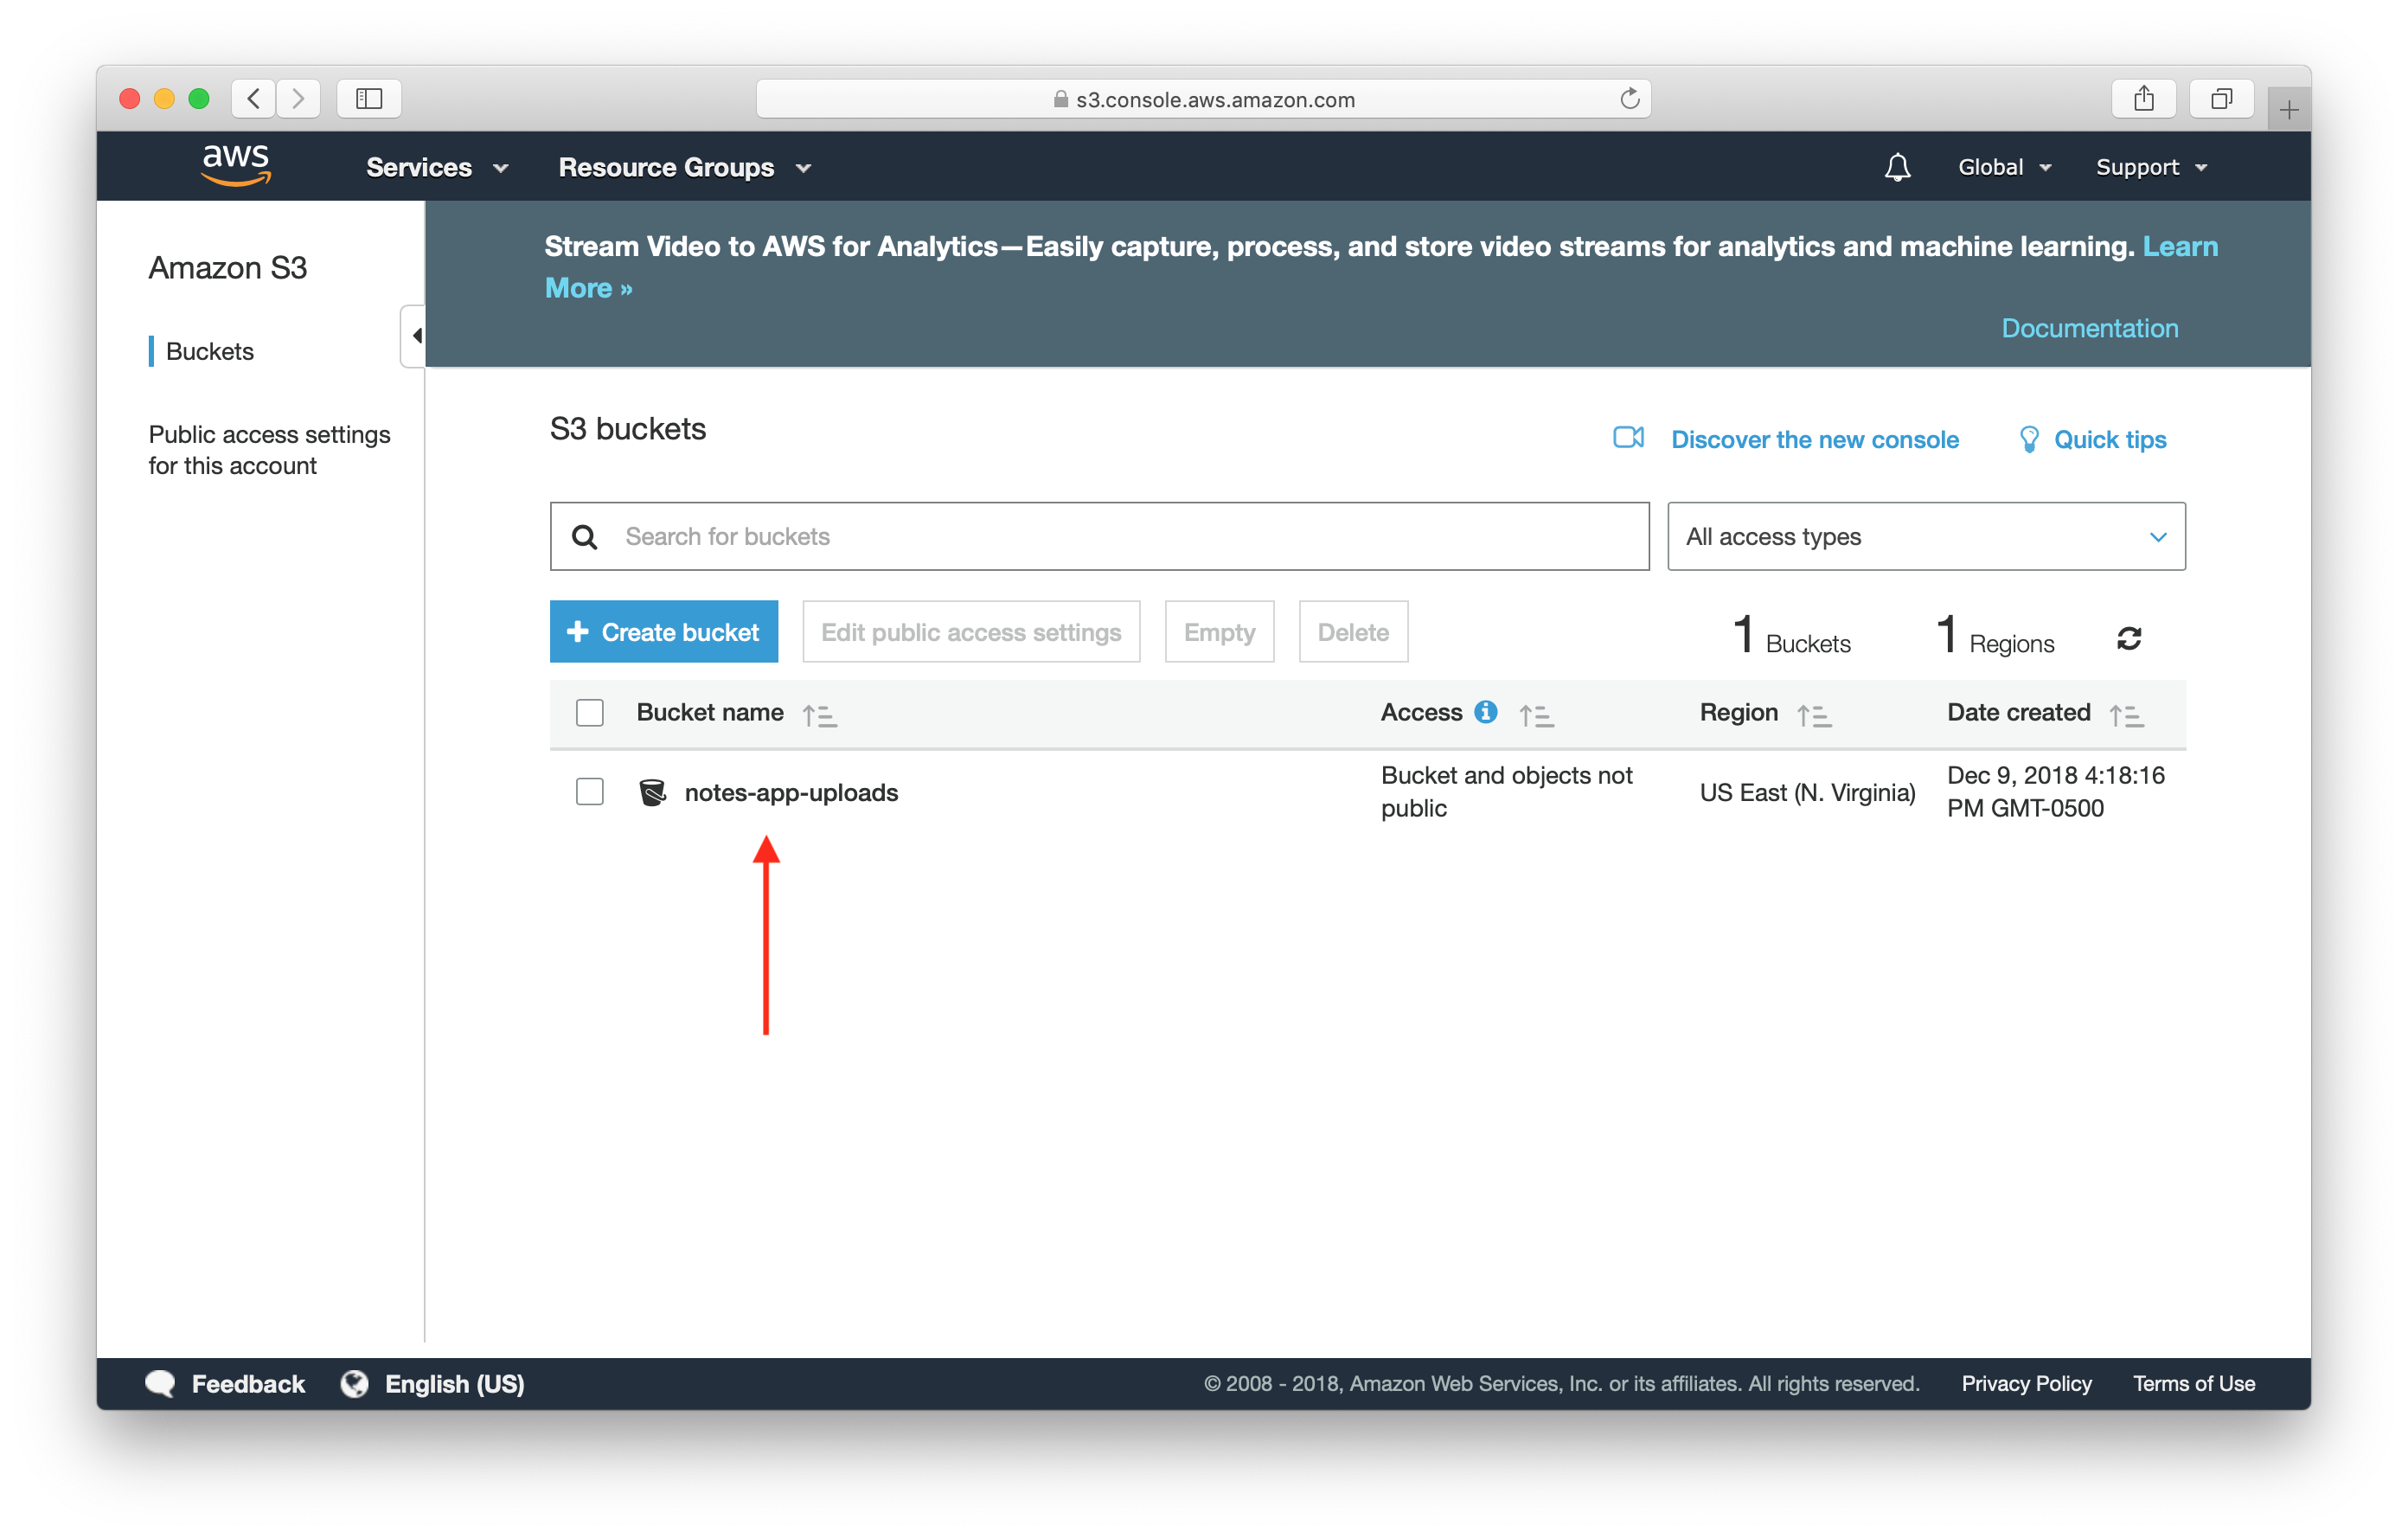 s3.console.aws.amazon.com
aws Services Resource Groups Global Support
Amazon S3
Buckets
Public access settings
for this account
Stream Video to AWS for Analytics—Easily capture, process, and store video streams for analytics and machine learning. Learn
More »
Documentation
S3 buckets
Discover the new console Quick tips
Search for buckets All access types
Create bucket Edit public access settings Empty Delete 1 Buckets 1 Regions
Bucket name Access Region Date created
notes-app-uploads
Bucket and objects not
public
US East (N. Virginia)
Dec 9, 2018 4:18:16
PM GMT-0500
Feedback English (US) © 2008 - 2018, Amazon Web Services, Inc. or its affiliates. All rights reserved. Privacy Policy Terms of Use